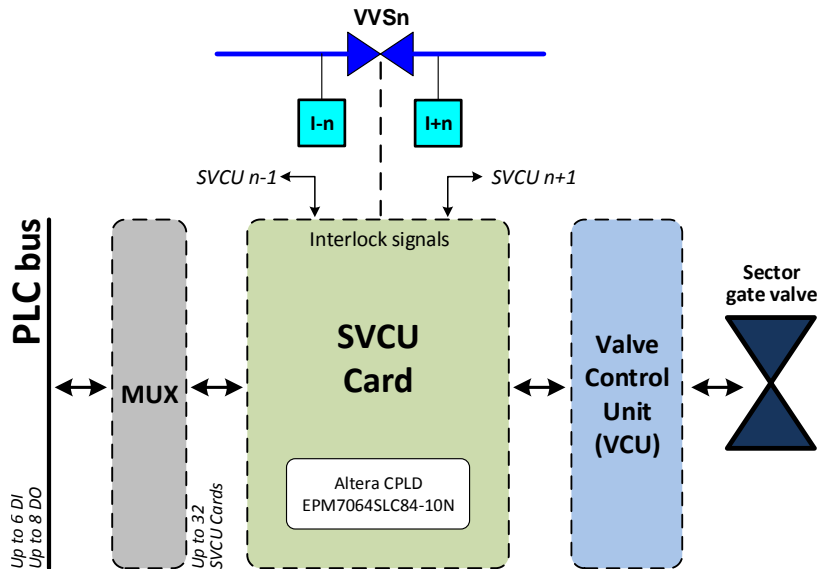 VVSn
I-n
I+n
SVCU n-1
SVCU n+1
Interlock signals
PLC bus
Up to 6 DI
Up to 8 DO
MUX
Up to 32
SVCU Cards
SVCU
Card
Altera CPLD
EPM7064SLC84-10N
Valve
Control
Unit
(VCU)
Sector
gate valve